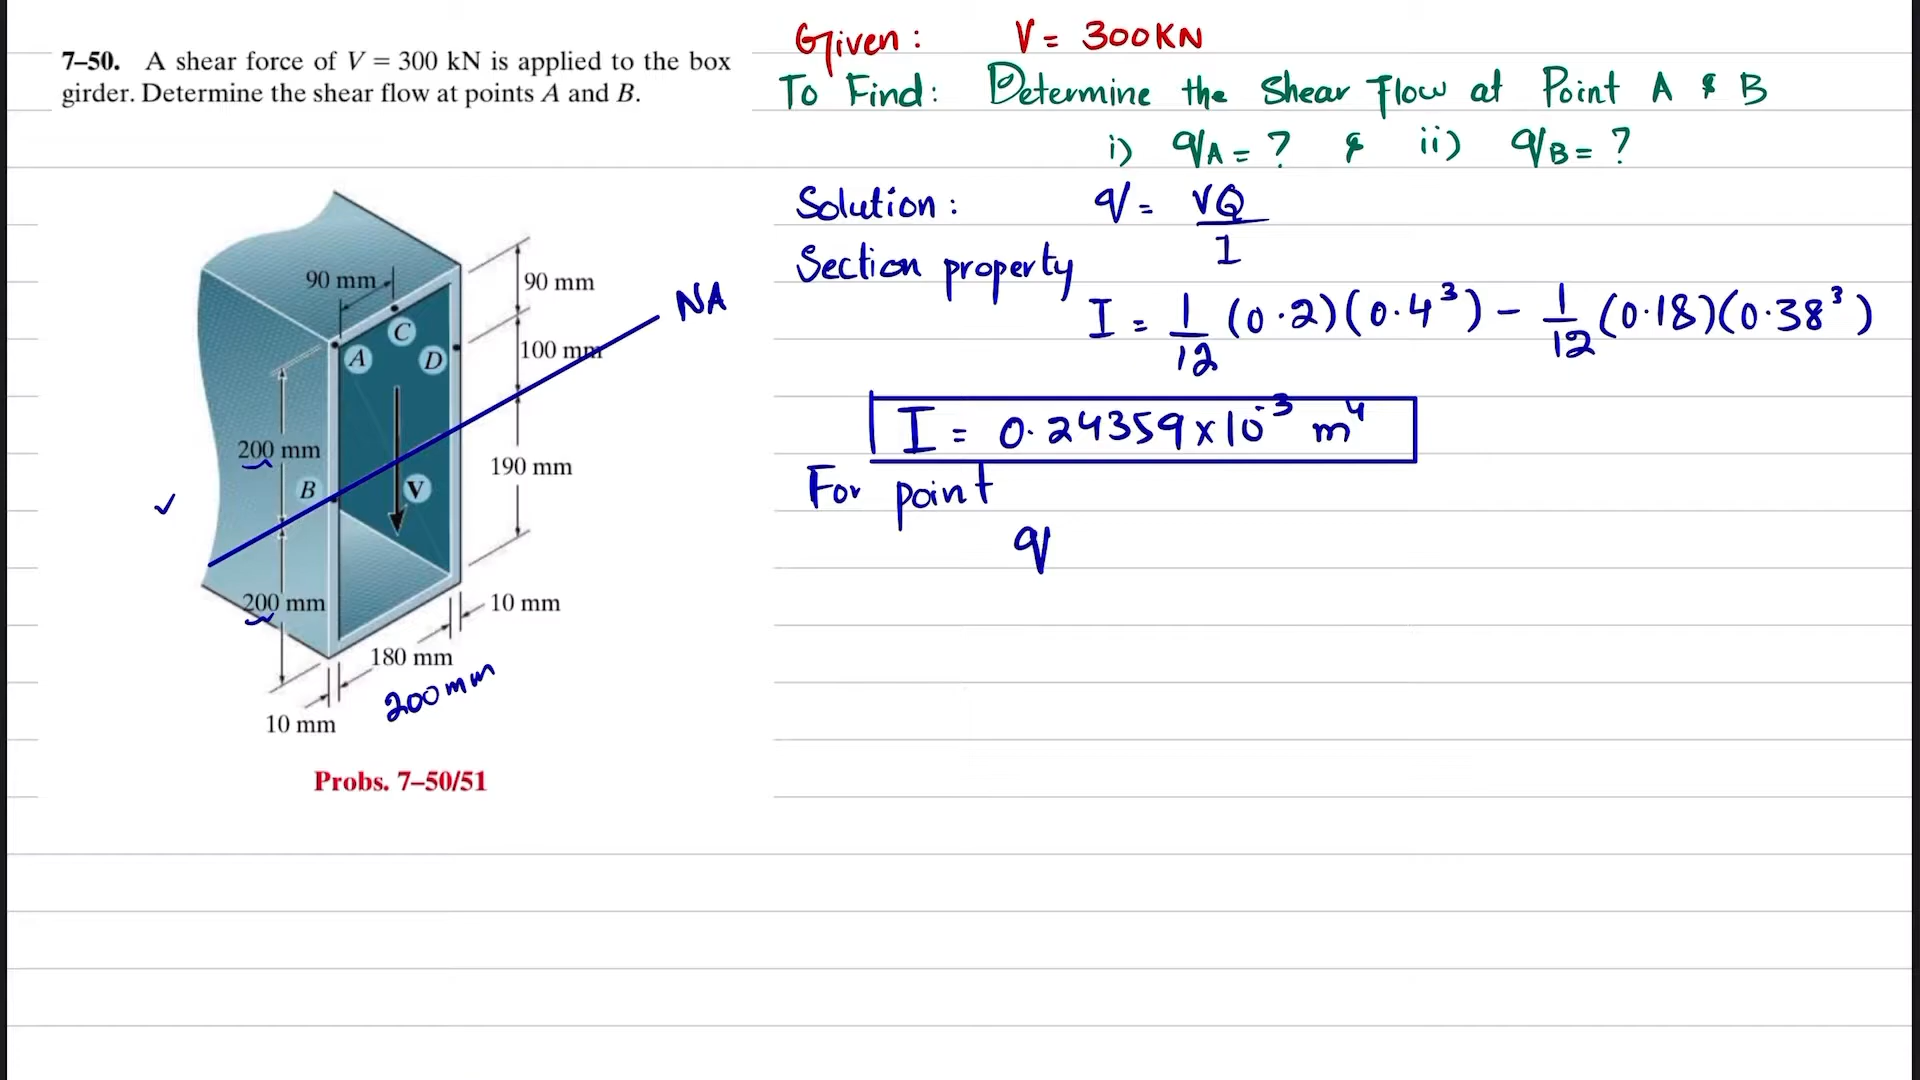 7–50. A shear force of V = 300 kN is applied to the box
girder. Determine the shear flow at points A and B.
90 mm
90 mm
C
A
D
100 mm
NA
200 mm
190 mm
B
V
✓
200 mm
10 mm
180 mm
200mm
10 mm
Probs. 7–50/51
Given: V = 300KN
To Find: Determine the Shear Flow at Point A & B
i) qA = ? & ii) qB = ?
Solution: q = VQ
I
Section property
I = 1/12 (0.2)(0.4³) - 1/12 (0.18)(0.38³)
I = 0.24359x10⁻³ m⁴
For point
q